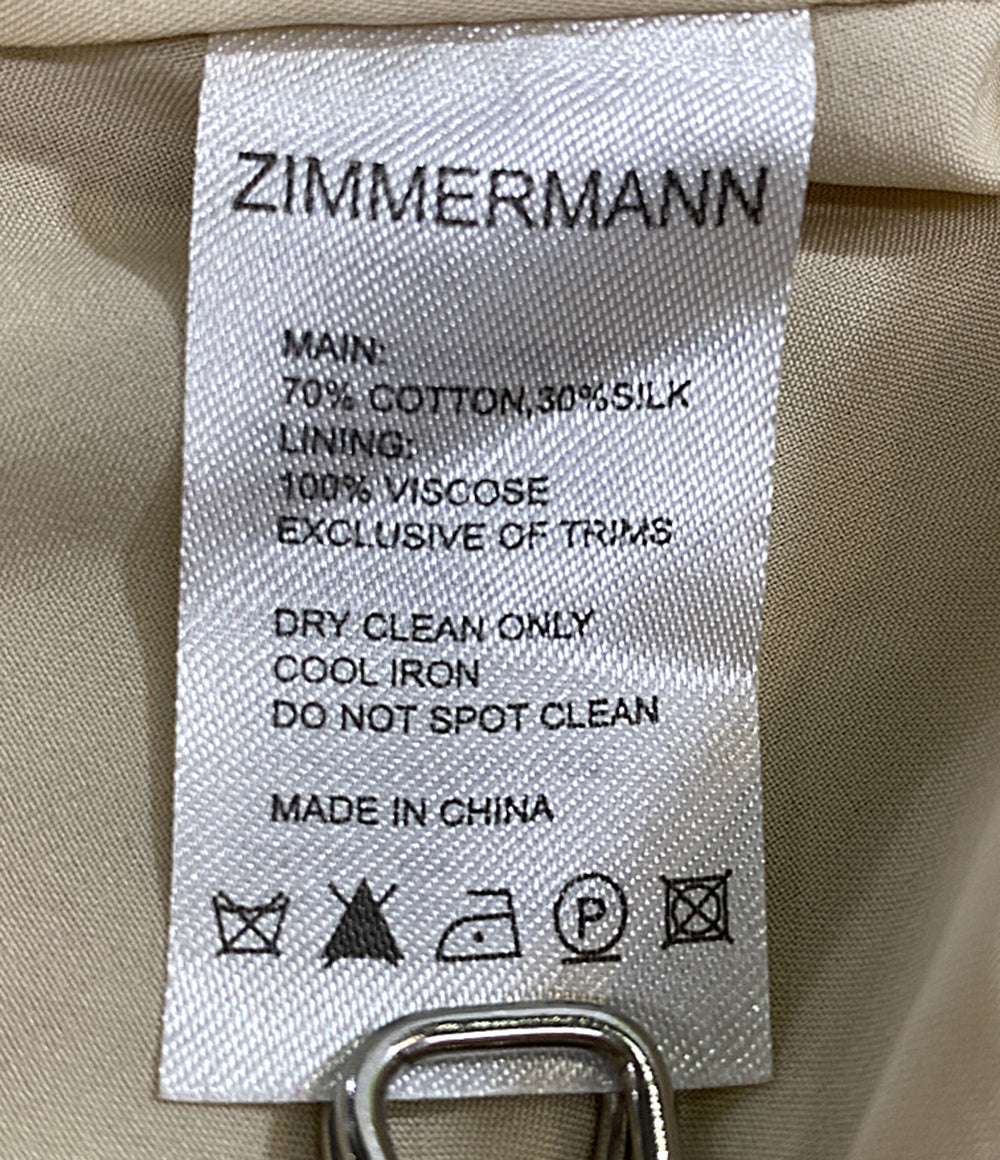 ZIMMERMANN
MAIN:
70% COTTON,30%SILK
LINING:
100% VISCOSE
EXCLUSIVE OF TRIMS
DRY CLEAN ONLY
COOL IRON
DO NOT SPOT CLEAN
MADE IN CHINA
P